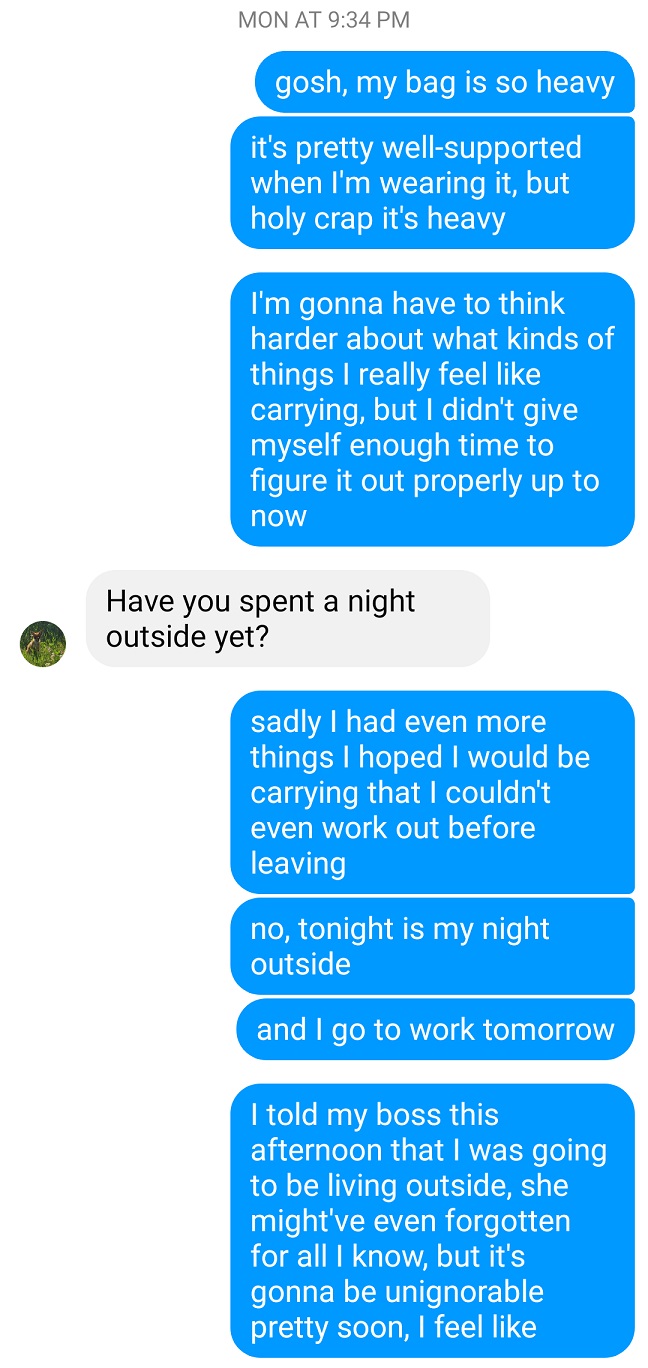 MON AT 9:34 PM
gosh, my bag is so heavy
it's pretty well-supported
when I'm wearing it, but
holy crap it's heavy
I'm gonna have to think
harder about what kinds of
things I really feel like
carrying, but I didn't give
myself enough time to
figure it out properly up to
now
Have you spent a night
outside yet?
sadly I had even more
things I hoped I would be
carrying that I couldn't
even work out before
leaving
no, tonight is my night
outside
and I go to work tomorrow
I told my boss this
afternoon that I was going
to be living outside, she
might've even forgotten
for all I know, but it's
gonna be unignorable
pretty soon, I feel like